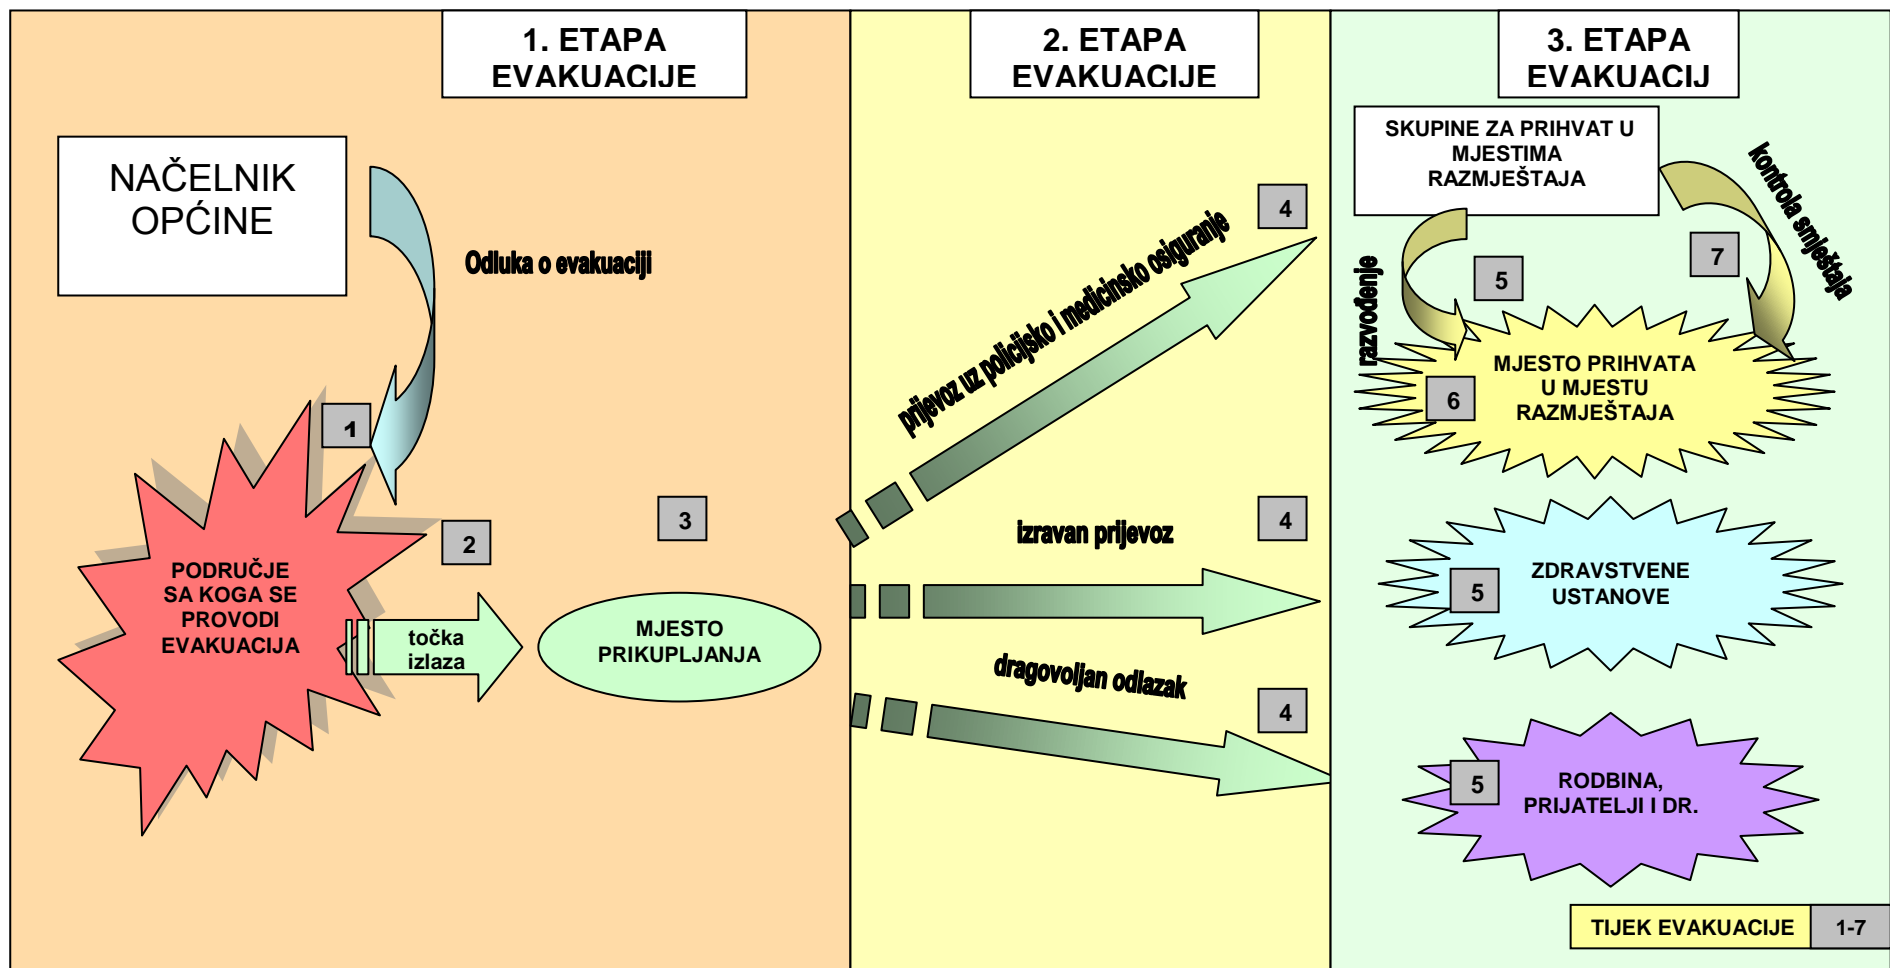 1. ETAPA
EVAKUACIJE
NAČELNIK
OPĆINE
Odluka o evakuaciji
1
2
3
PODRUČJE
SA KOGA SE
PROVODI
EVAKUACIJA
točka
izlaza
MJESTO
PRIKUPLJANJA
2. ETAPA
EVAKUACIJE
4
prijevoz uz policijsko i medicinsko osiguranje
4
izravan prijevoz
dragovoljan odlazak
4
3. ETAPA
EVAKUACIJ
SKUPINE ZA PRIHVAT U
MJESTIMA
RAZMJEŠTAJA
kontrola smještaja
7
5
razvođenje
MJESTO PRIHVATA
U MJESTU
RAZMJEŠTAJA
6
ZDRAVSTVENE
USTANOVE
5
RODBINA,
PRIJATELJI I DR.
5
TIJEK EVAKUACIJE 1-7